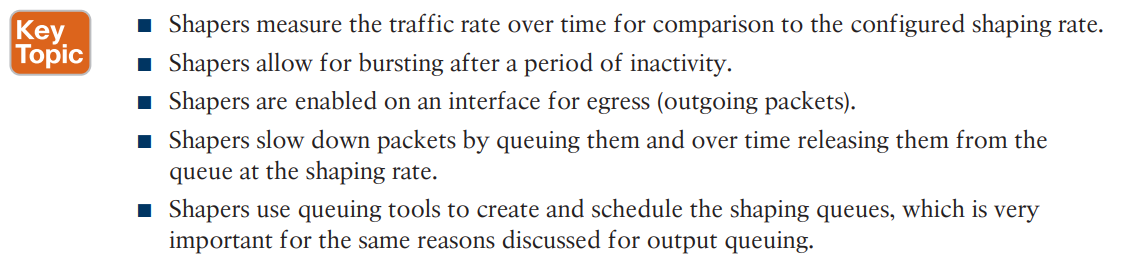 Key
Topic
■ Shapers measure the traffic rate over time for comparison to the configured shaping rate.
■ Shapers allow for bursting after a period of inactivity.
■ Shapers are enabled on an interface for egress (outgoing packets).
■ Shapers slow down packets by queuing them and over time releasing them from the
queue at the shaping rate.
■ Shapers use queuing tools to create and schedule the shaping queues, which is very
important for the same reasons discussed for output queuing.